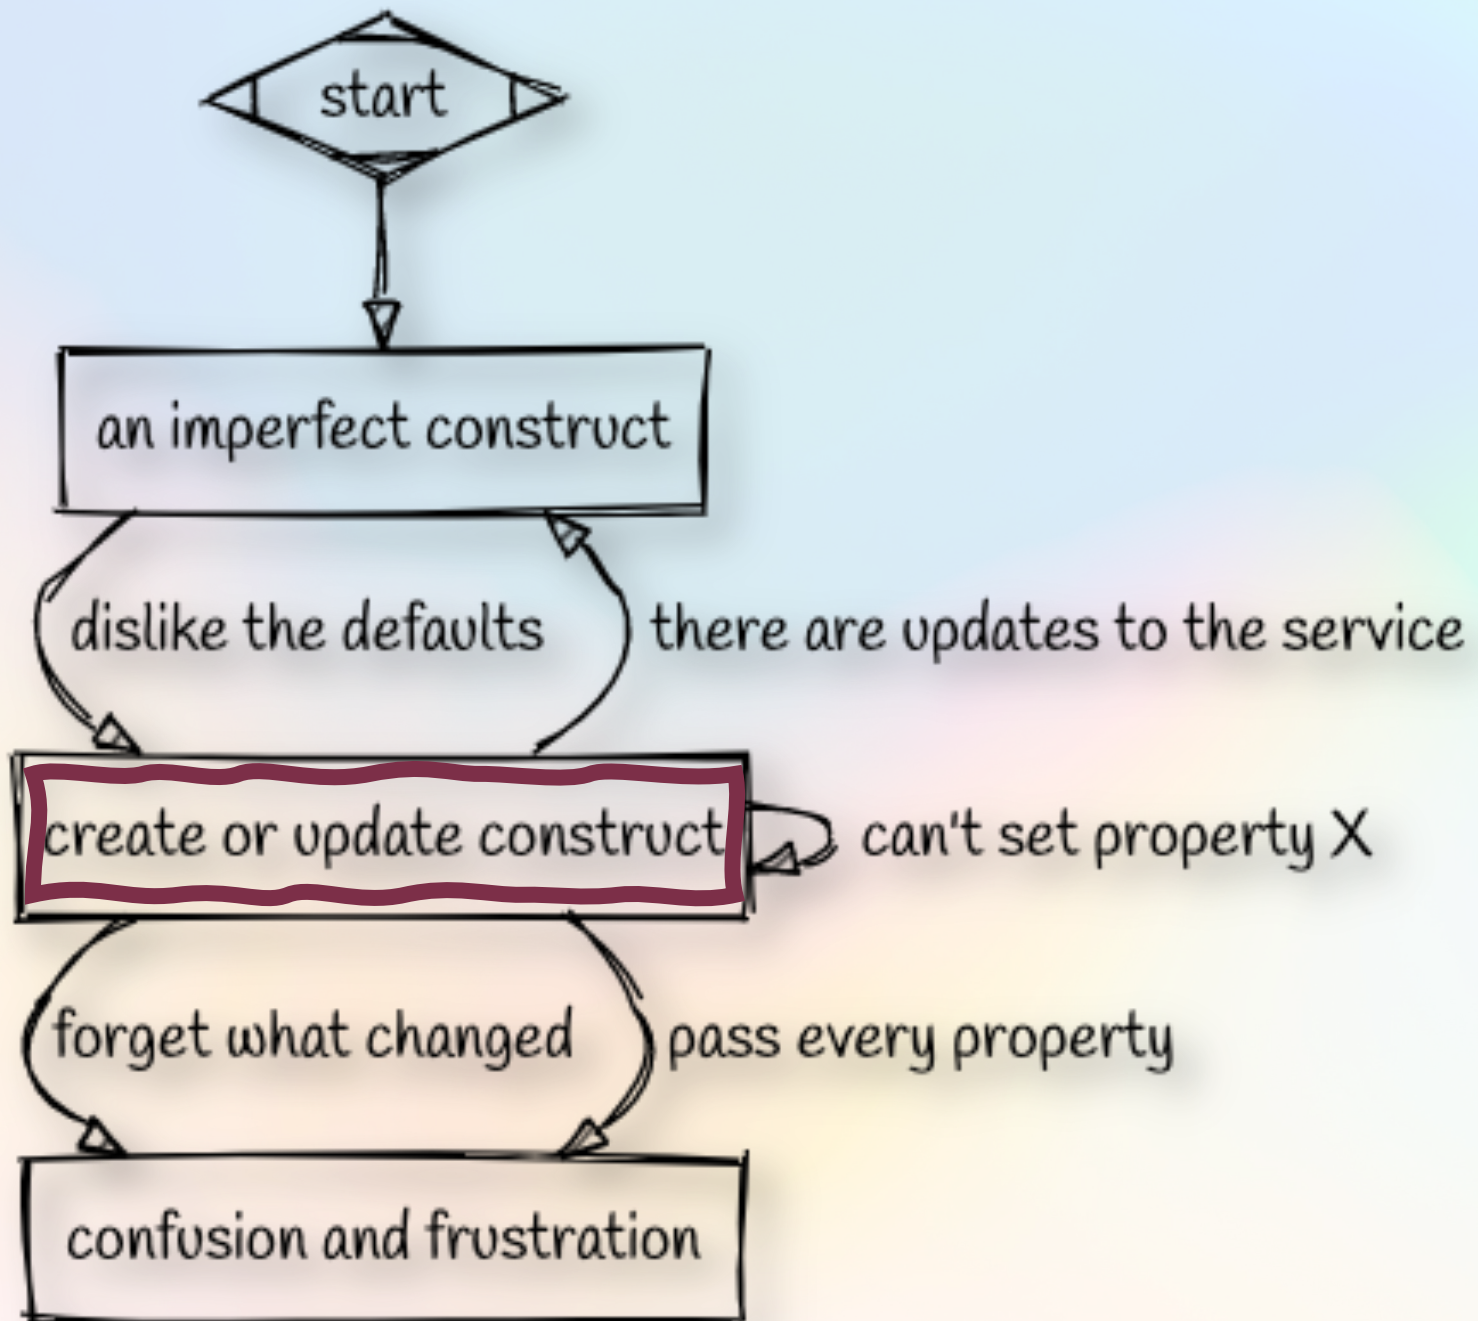 start
an imperfect construct
dislike the defaults
there are updates to the service
create or update construct
can't set property X
forget what changed
pass every property
confusion and frustration